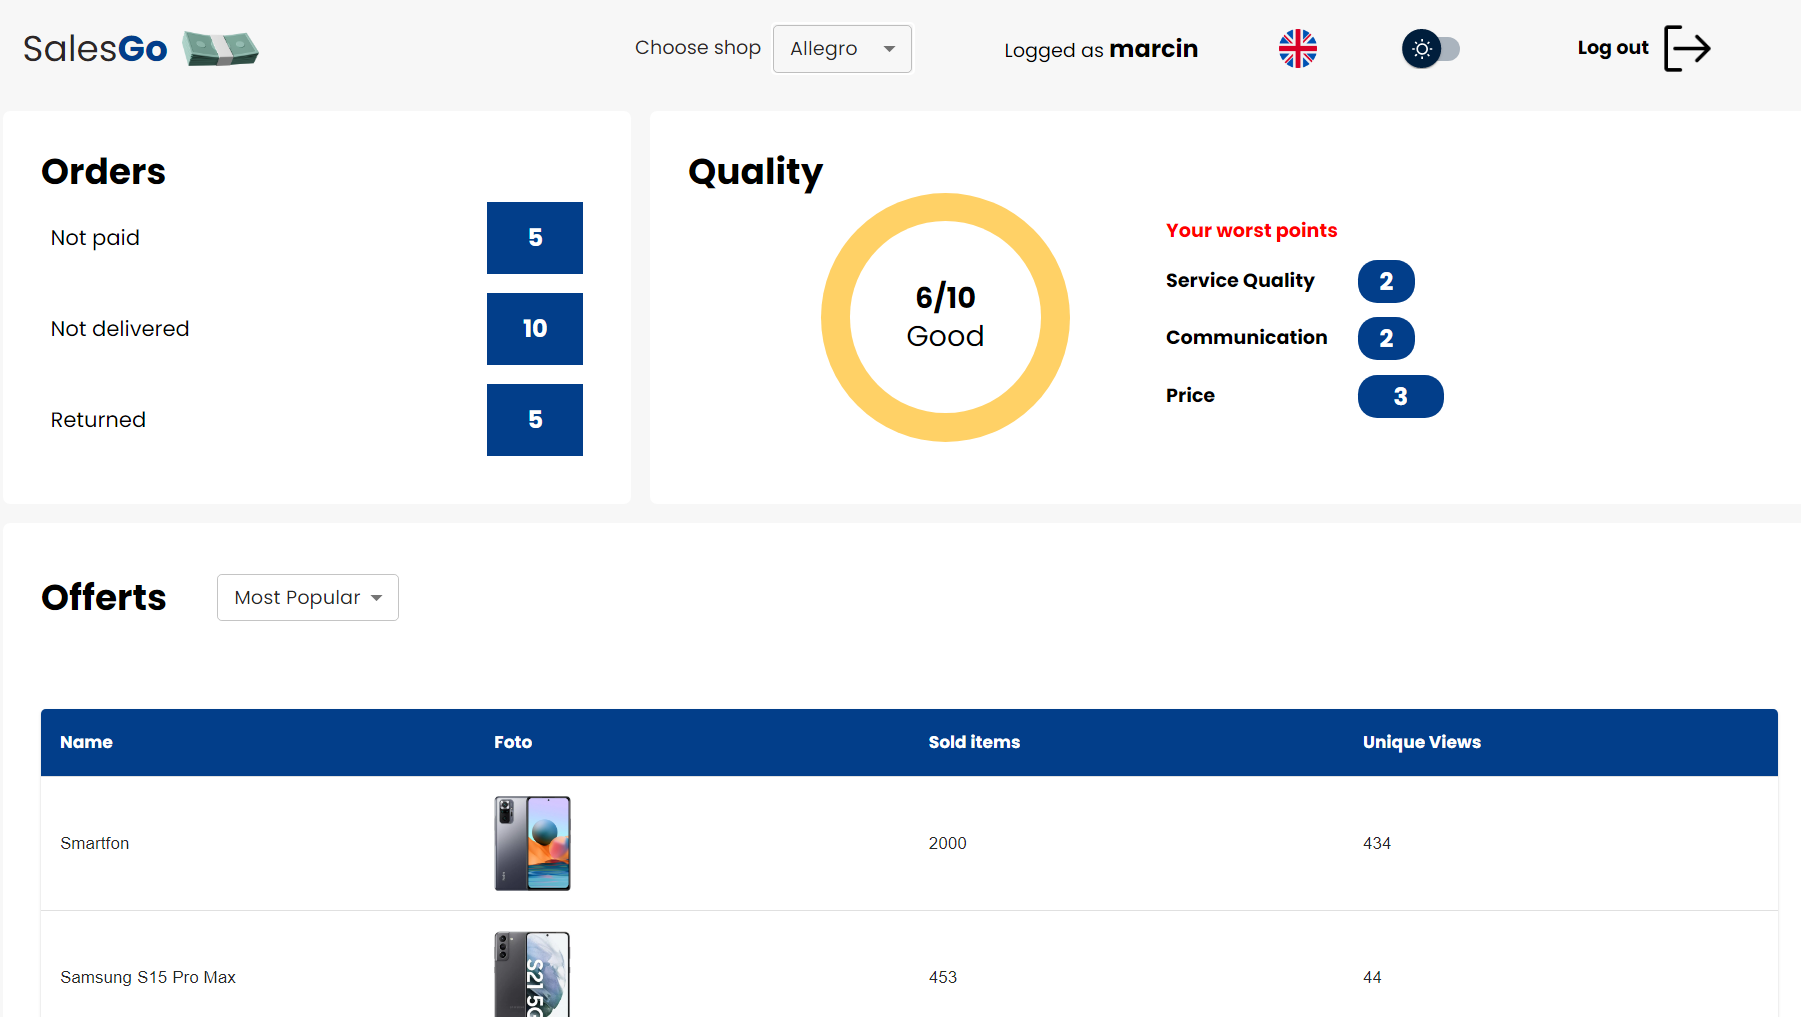 SalesGo
Choose shop
Allegro
Logged as marcin
Log out
Orders
Not paid
5
Not delivered
10
Returned
5
Quality
6/10
Good
Your worst points
Service Quality
2
Communication
2
Price
3
Offerts
Most Popular
Name Foto Sold items Unique Views
Smartfon 2000 434
Samsung S15 Pro Max 453 44
S21 5G